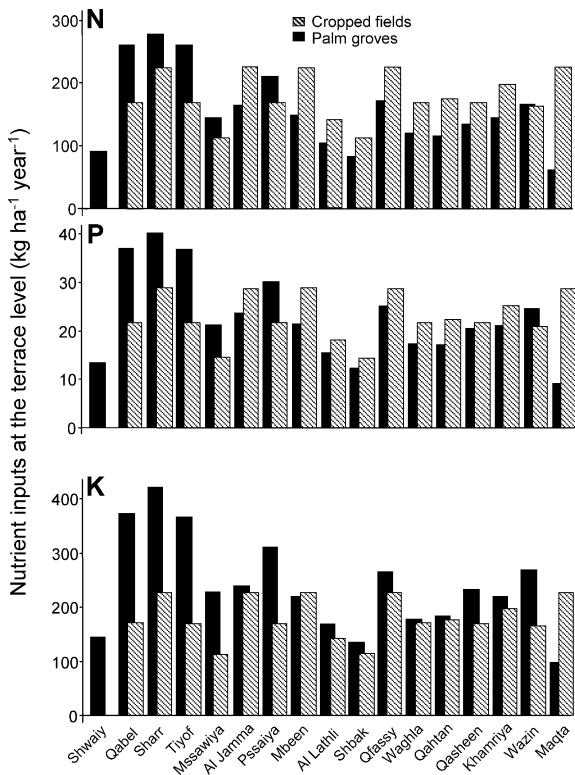 N
Cropped fields
Palm groves
300
200
100
0
P
40
30
20
10
0
K
400
300
200
100
0
Nutrient inputs at the terrace level (kg ha⁻¹ year⁻¹)
Shwaiy
Qabel
Sharr
Tiyof
Mssawiya
Al Jamma
Pssaiya
Mbeen
Al Lathli
Shbak
Qfassy
Waghla
Qahtan
Qasheen
Khamriya
Wazin
Maqta